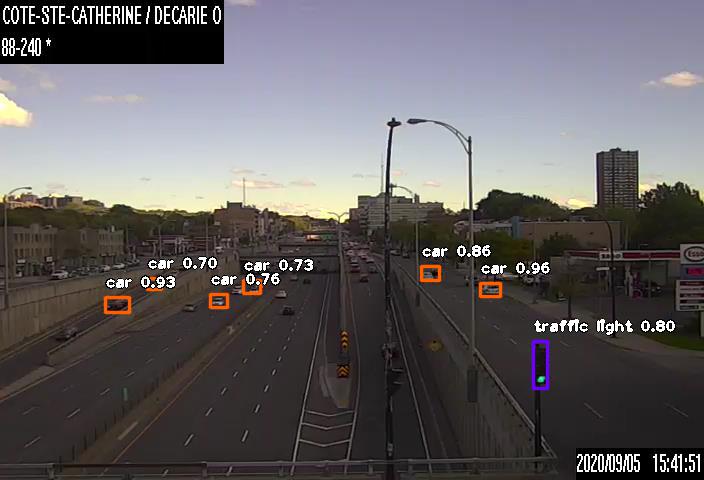 COTE-STE-CATHERINE / DECARIE O
88-240 *
car 0.86
car 0.70
car 0.73
car 0.96
car 0.93
car 0.76
Esso
traffic light 0.80
2020/09/05 15:41:51